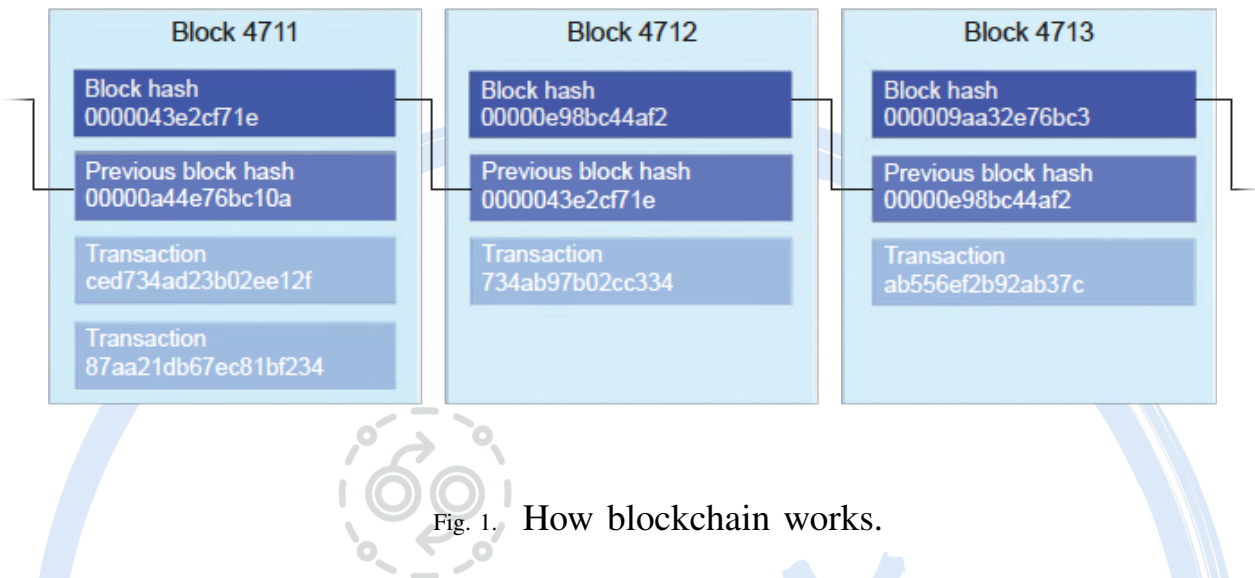 Block 4711
Block hash
0000043e2cf71e
Previous block hash
00000a44e76bc10a
Transaction
ced734ad23b02ee12f
Transaction
87aa21db67ec81bf234
Block 4712
Block hash
00000e98bc44af2
Previous block hash
0000043e2cf71e
Transaction
734ab97b02cc334
Block 4713
Block hash
000009aa32e76bc3
Previous block hash
00000e98bc44af2
Transaction
ab556ef2b92ab37c
Fig. 1. How blockchain works.